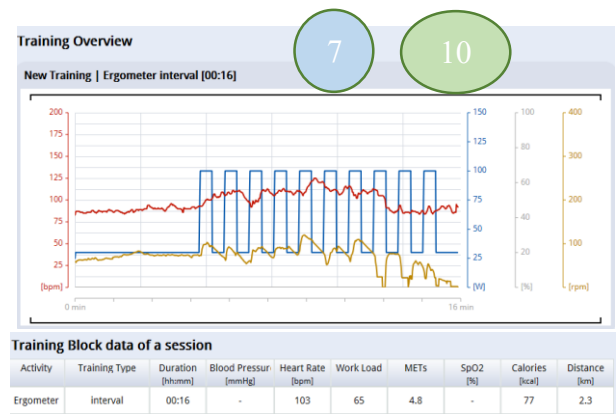 7 10
Training Overview
New Training | Ergometer interval [00:16]
200 150 100 400
175 125
150 100 80 300
125
100 75 60 200
75 50 40
50 25 20 100
25
[bpm] [W] [%] [rpm]
0 min 16 min
Training Block data of a session
Activity Training Type Duration Blood Pressur Heart Rate Work Load METs SpO2 Calories Distance
[hh:mm] [mmHg] [bpm] [%] [kcal] [km]
Ergometer interval 00:16 - 103 65 4.8 - 77 2.3